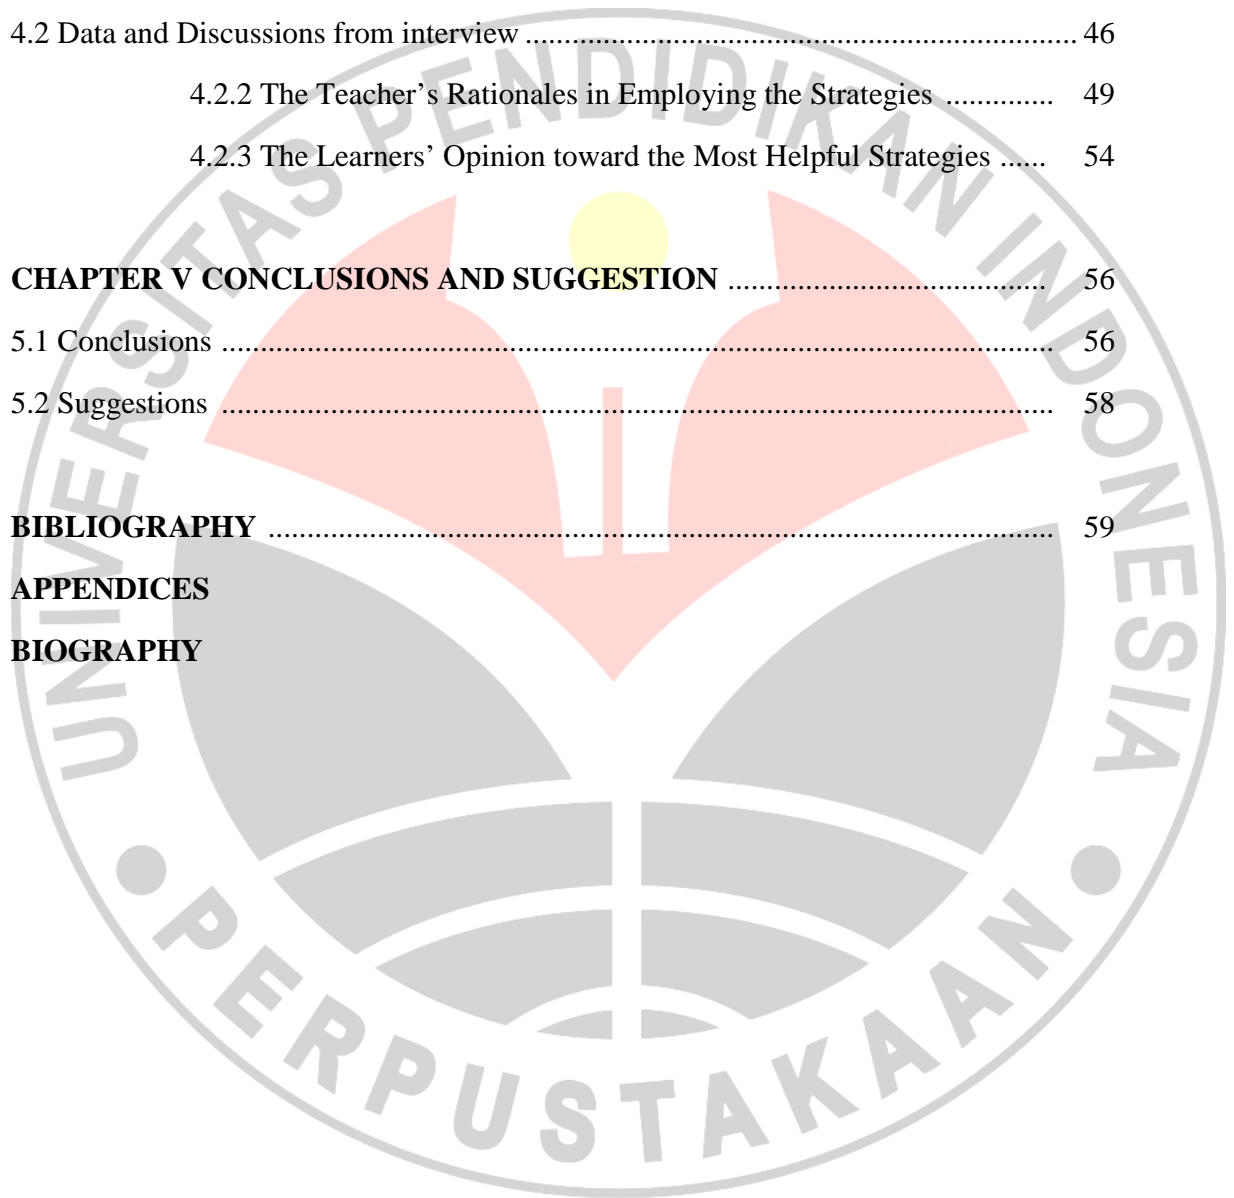 4.2 Data and Discussions from interview ....................................................................... 46
4.2.2 The Teacher’s Rationales in Employing the Strategies .............. 49
4.2.3 The Learners’ Opinion toward the Most Helpful Strategies ...... 54
CHAPTER V CONCLUSIONS AND SUGGESTION ......................................... 56
5.1 Conclusions ........................................................................................................... 56
5.2 Suggestions ........................................................................................................... 58
BIBLIOGRAPHY ..................................................................................................... 59
APPENDICES
BIOGRAPHY
UNIVERSITAS PENDIDIKAN INDONESIA
PERPUSTAKAAN